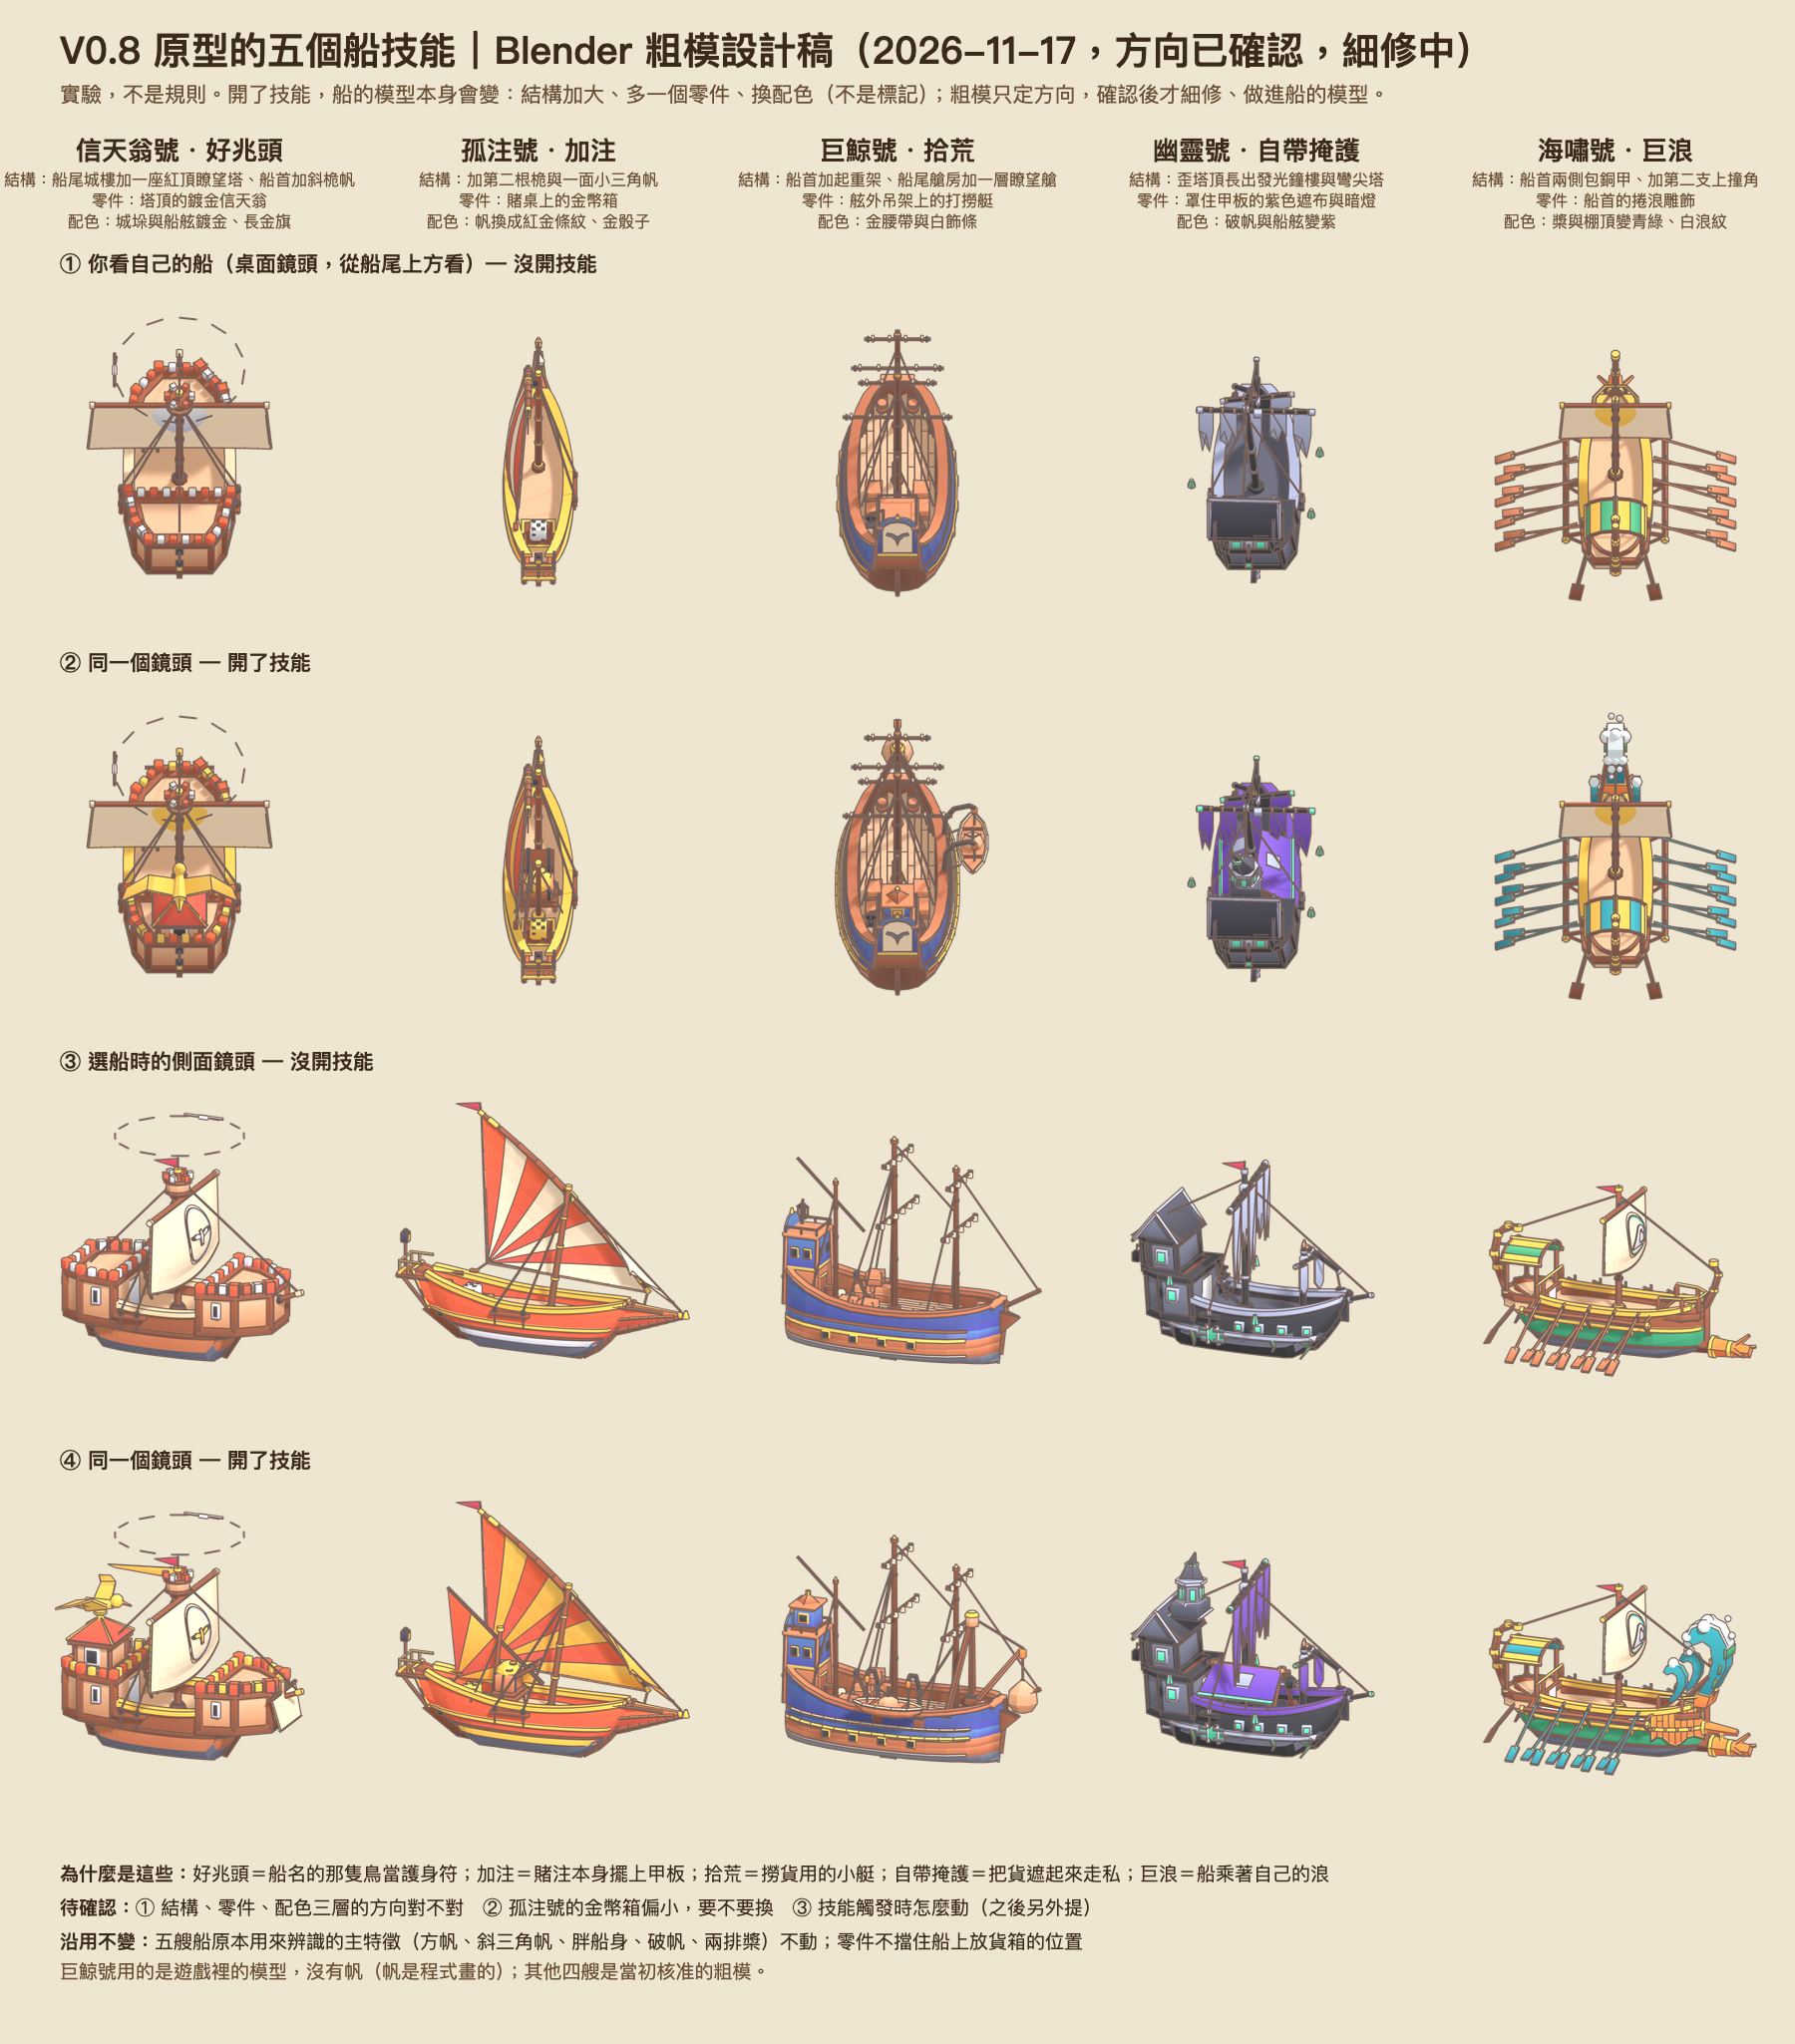 V0.8 原型的五個船技能｜Blender 粗模設計稿（2026–11–17，方向已確認，細修中）
實驗，不是規則。開了技能，船的模型本身會變：結構加大、多一個零件、換配色（不是標記）；粗模只定方向，確認後才細修、做進船的模型。
信天翁號 · 好兆頭
結構：船尾城樓加一座紅頂瞭望塔、船首加斜桅帆
零件：塔頂的鍍金信天翁
配色：城垛與船舷鍍金、長金旗
孤注號 · 加注
結構：加第二根桅與一面小三角帆
零件：賭桌上的金幣箱
配色：帆換成紅金條紋、金骰子
巨鯨號 · 拾荒
結構：船首加起重架、船尾艙房加一層瞭望艙
零件：舷外吊架上的打撈艇
配色：金腰帶與白飾條
幽靈號 · 自帶掩護
結構：歪塔頂長出發光鐘樓與彎尖塔
零件：罩住甲板的紫色遮布與暗燈
配色：破帆與船舷變紫
海嘯號 · 巨浪
結構：船首兩側包銅甲、加第二支上撞角
零件：船首的捲浪雕飾
配色：槳與棚頂變青綠、白浪紋
① 你看自己的船（桌面鏡頭，從船尾上方看）— 沒開技能
② 同一個鏡頭 — 開了技能
③ 選船時的側面鏡頭 — 沒開技能
④ 同一個鏡頭 — 開了技能
為什麼是這些：好兆頭＝船名的那隻鳥當護身符；加注＝賭注本身擺上甲板；拾荒＝撈貨用的小艇；自帶掩護＝把貨遮起來走私；巨浪＝船乘著自己的浪
待確認：① 結構、零件、配色三層的方向對不對　② 孤注號的金幣箱偏小，要不要換　③ 技能觸發時怎麼動（之後另外提）
沿用不變：五艘船原本用來辨識的主特徵（方帆、斜三角帆、胖船身、破帆、兩排槳）不動；零件不擋住船上放貨箱的位置
巨鯨號用的是遊戲裡的模型，沒有帆（帆是程式畫的）；其他四艘是當初核准的粗模。